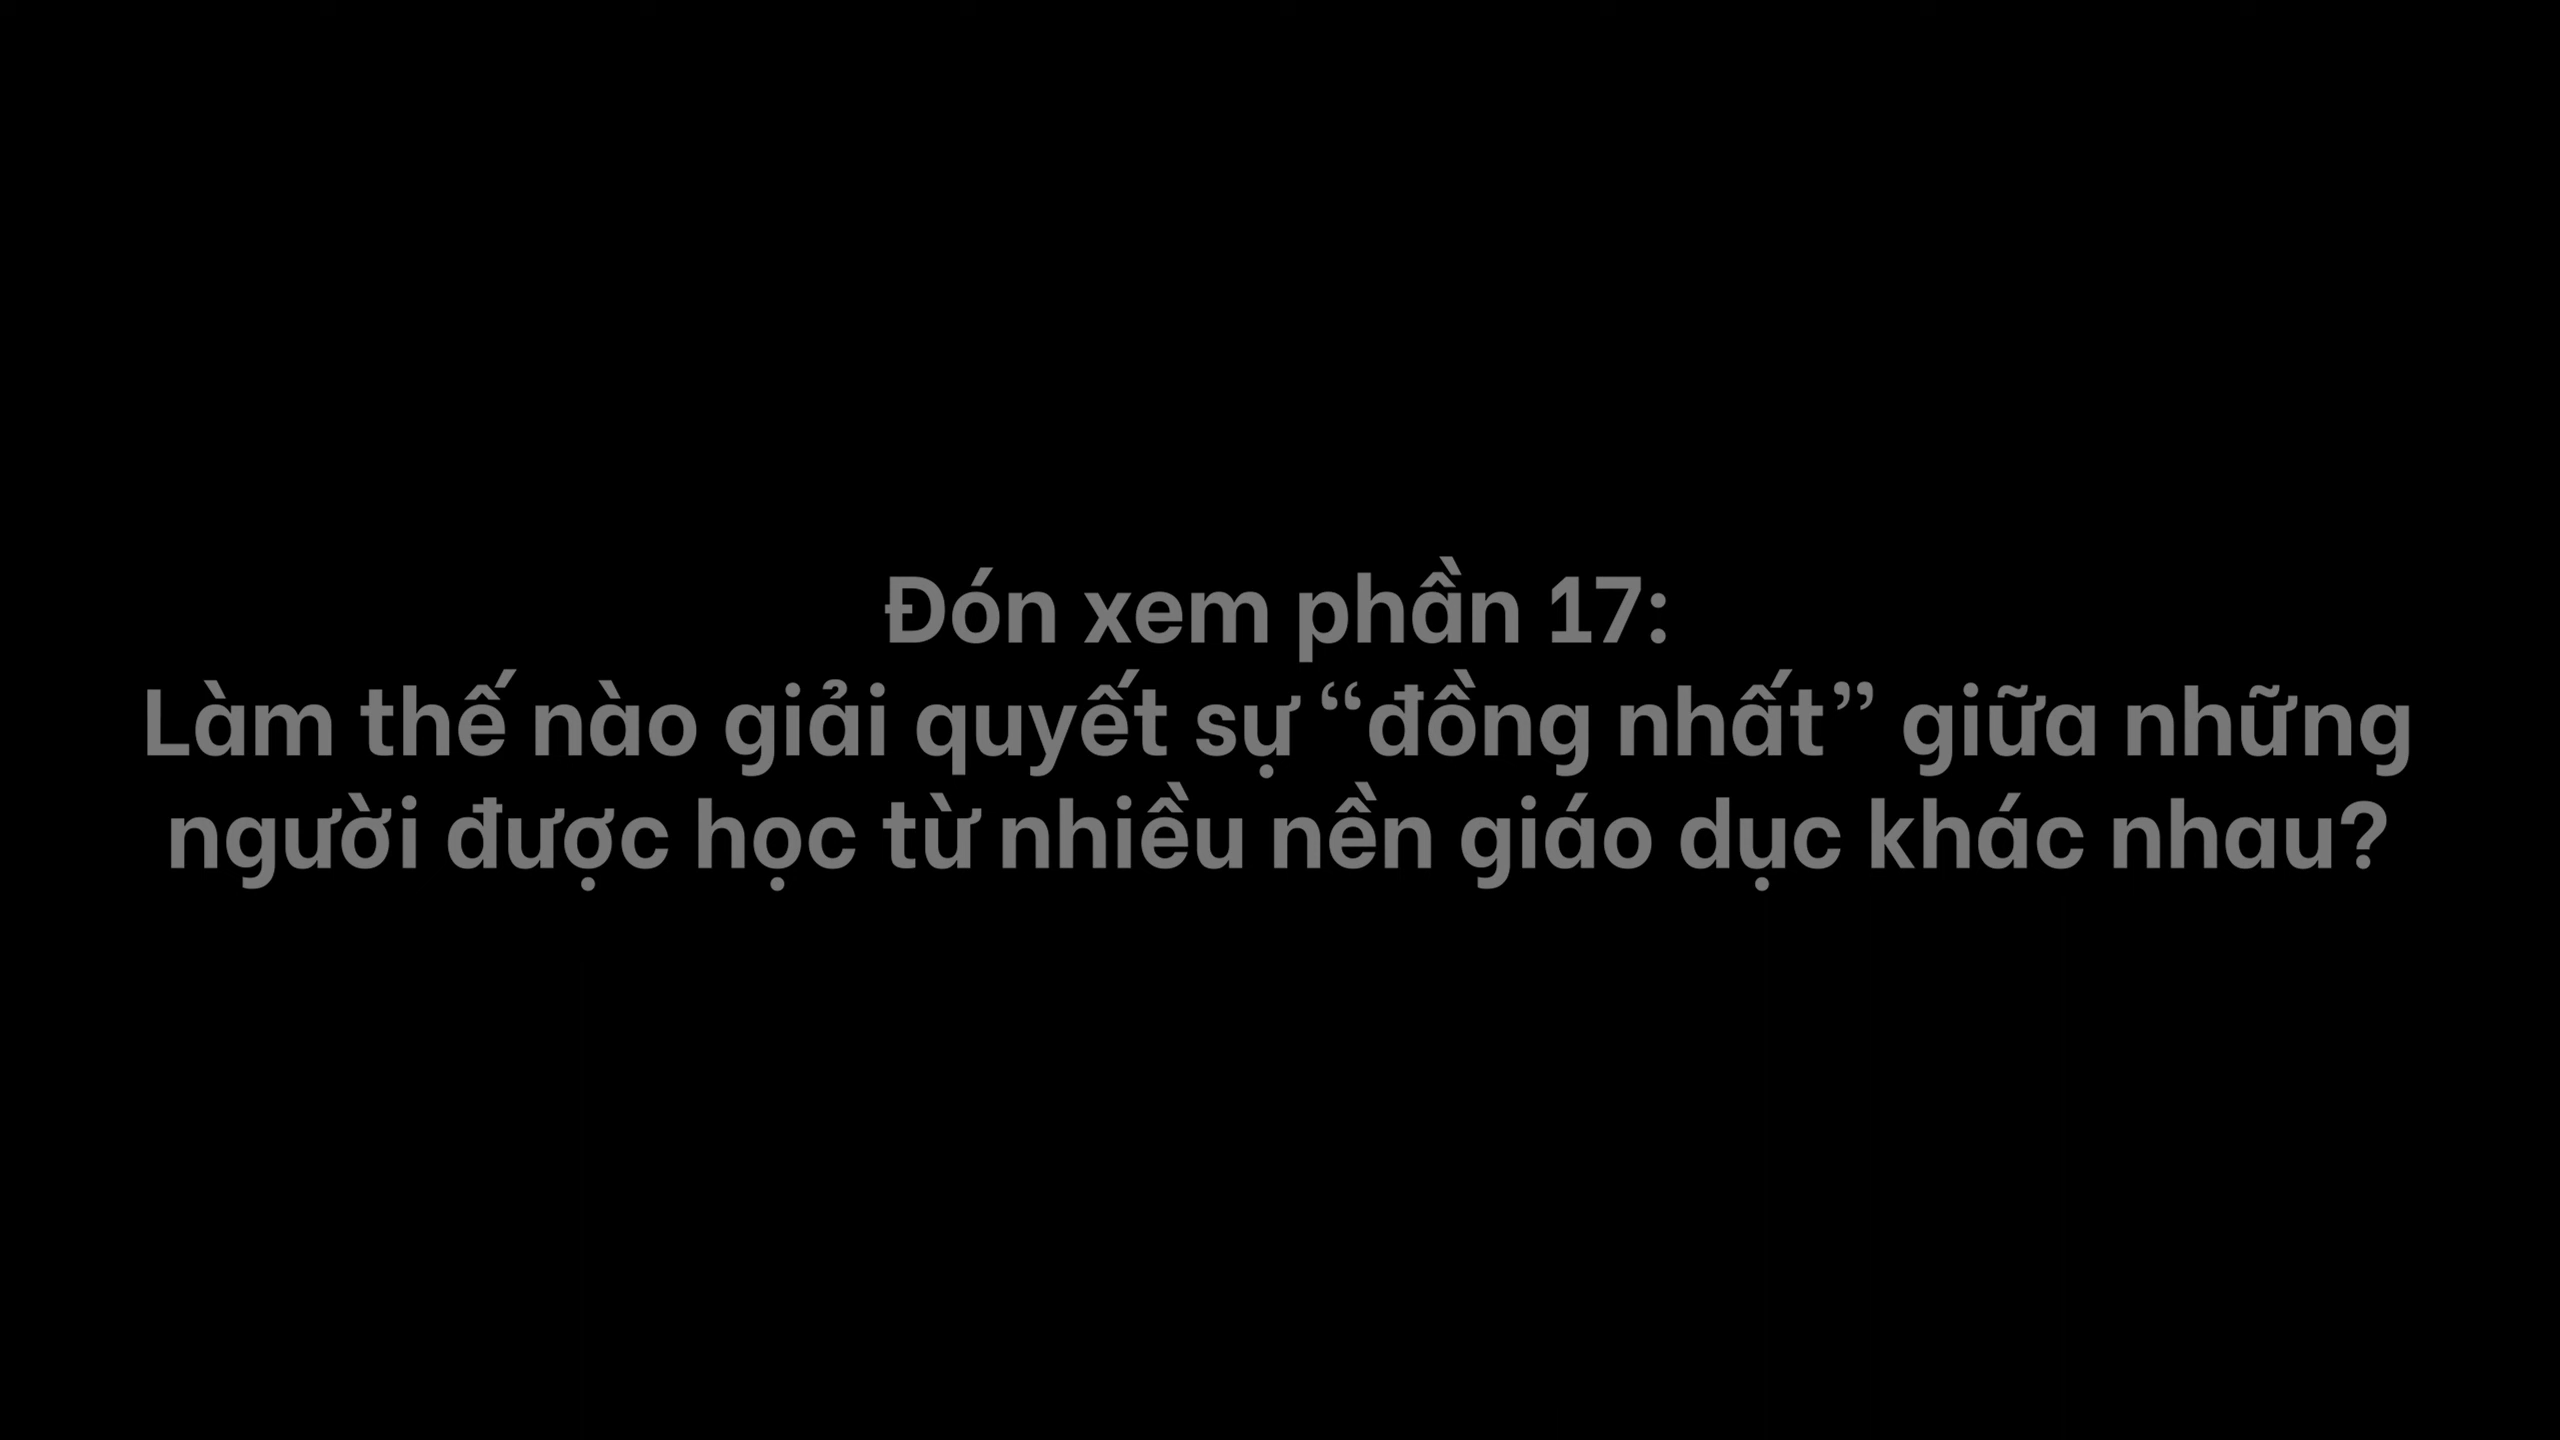 Đón xem phần 17:
Làm thế nào giải quyết sự “đồng nhất” giữa những
người được học từ nhiều nền giáo dục khác nhau?